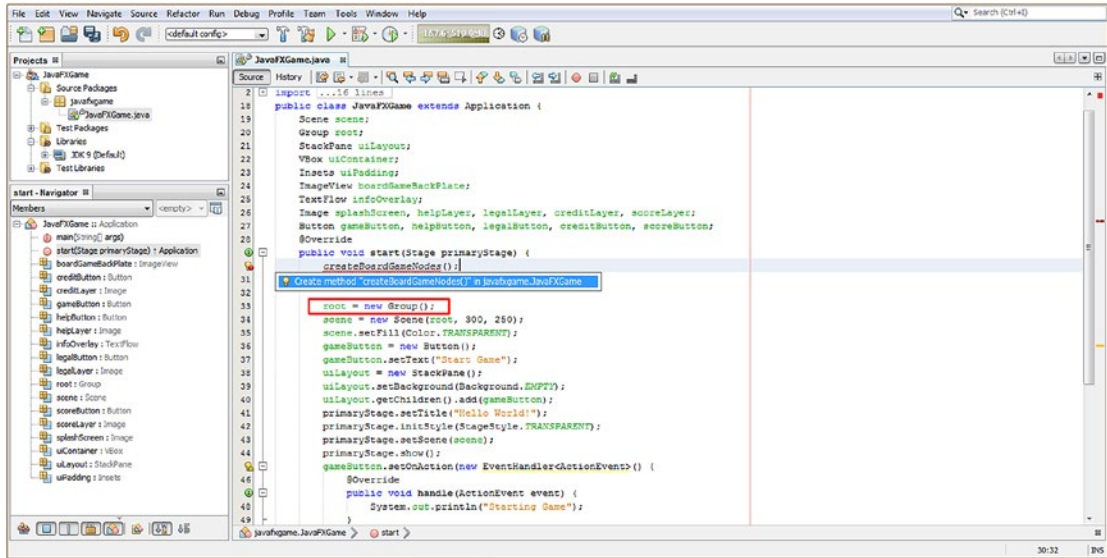 File Edit View Navigate Source Refactor Run Debug Profile Team Tools Window Help
Search (Ctrl+I)
<default config>
Projects
JavaFXGame
Source Packages
javafxgame
JavaFXGame.java
Test Packages
Libraries
JDK 9 (Default)
Test Libraries
start - Navigator
Members <empty>
JavaFXGame :: Application
main(String[] args)
start(Stage primaryStage) ↑ Application
boardGameBackPlate : ImageView
creditButton : Button
creditLayer : Image
gameButton : Button
helpButton : Button
helpLayer : Image
infoOverlay : TextFlow
legalButton : Button
legalLayer : Image
root : Group
scene : Scene
scoreButton : Button
scoreLayer : Image
splashScreen : Image
uiContainer : VBox
uiLayout : StackPane
uiPadding : Insets
JavaFXGame.java
Source History
2 import ...16 lines
18 public class JavaFXGame extends Application {
19 Scene scene;
20 Group root;
21 StackPane uiLayout;
22 VBox uiContainer;
23 Insets uiPadding;
24 ImageView boardGameBackPlate;
25 TextFlow infoOverlay;
26 Image splashScreen, helpLayer, legalLayer, creditLayer, scoreLayer;
27 Button gameButton, helpButton, legalButton, creditButton, scoreButton;
28 @Override
public void start(Stage primaryStage) {
createBoardGameNodes();
31 Create method "createBoardGameNodes()" in javafxgame.JavaFXGame
32
33 root = new Group();
34 scene = new Scene(root, 300, 250);
35 scene.setFill(Color.TRANSPARENT);
36 gameButton = new Button();
37 gameButton.setText("Start Game");
38 uiLayout = new StackPane();
39 uiLayout.setBackground(Background.EMPTY);
40 uiLayout.getChildren().add(gameButton);
41 primaryStage.setTitle("Hello World!");
42 primaryStage.initStyle(StageStyle.TRANSPARENT);
43 primaryStage.setScene(scene);
44 primaryStage.show();
gameButton.setOnAction(new EventHandler<ActionEvent>() {
46 @Override
public void handle(ActionEvent event) {
48 System.out.println("Starting Game");
49 }
javafxgame.JavaFXGame start
30:32 INS